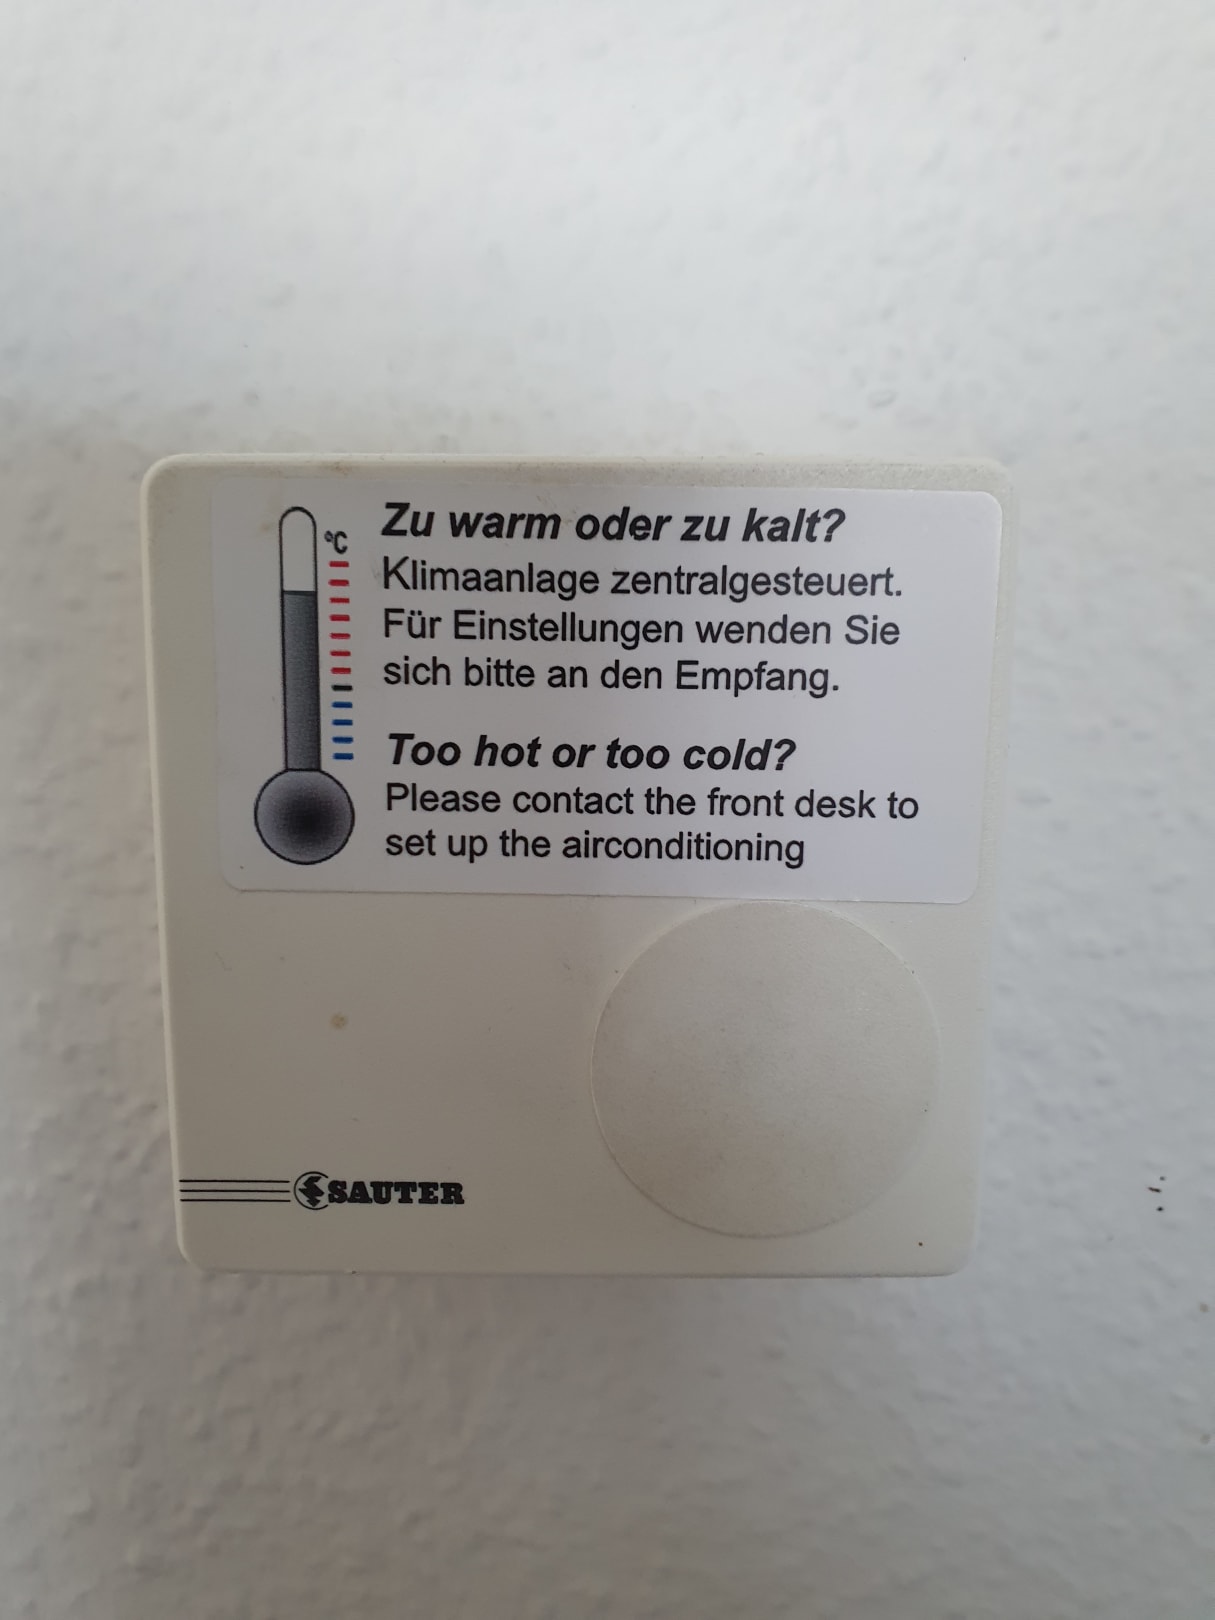 °C
Zu warm oder zu kalt?
Klimaanlage zentralgesteuert.
Für Einstellungen wenden Sie
sich bitte an den Empfang.
Too hot or too cold?
Please contact the front desk to
set up the airconditioning
SAUTER